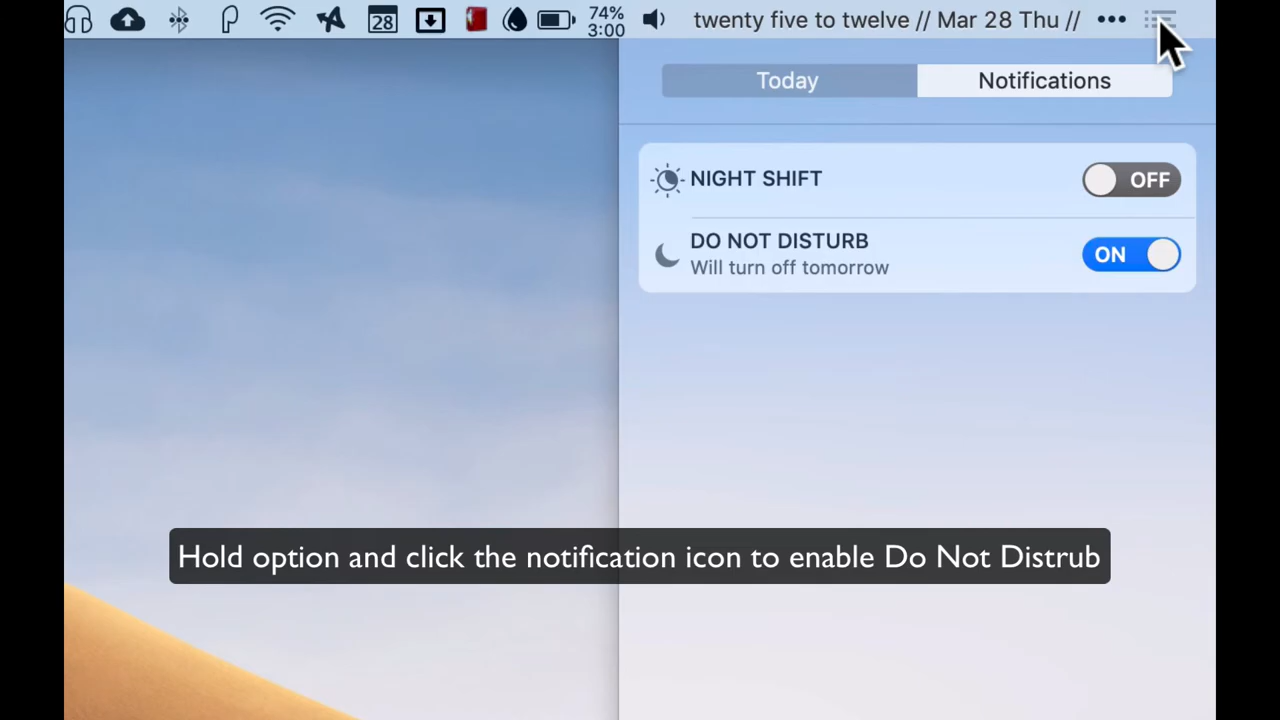 28
74%
3:00
twenty five to twelve // Mar 28 Thu //
Today
Notifications
NIGHT SHIFT
OFF
DO NOT DISTURB
Will turn off tomorrow
ON
Hold option and click the notification icon to enable Do Not Distrub